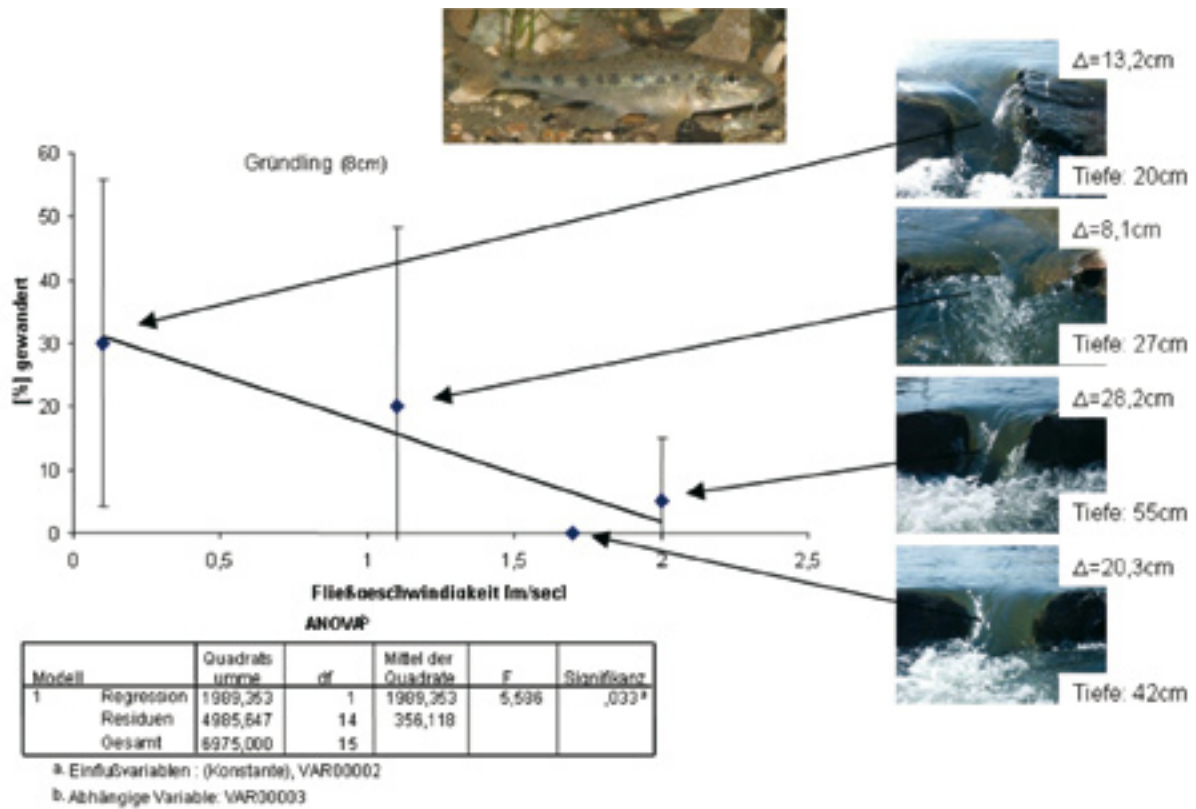 Gründling (8cm)
60
50
40
30
20
10
0
[%] gewandert
0
0,5
1
1,5
2
2,5
Fließgeschwindigkeit [m/sec]
Δ=13,2cm
Tiefe: 20cm
Δ=8,1cm
Tiefe: 27cm
Δ=28,2cm
Tiefe: 55cm
Δ=20,3cm
Tiefe: 42cm
ANOVA b
Modell Quadrats umme df Mittel der Quadrate F Signifikanz
1 Regression 1989,353 1 1989,353 5,586 ,033 a
Residuen 4985,647 14 356,118
Gesamt 6975,000 15
a. Einflußvariablen : (Konstante), VAR00002
b. Abhängige Variable: VAR00003